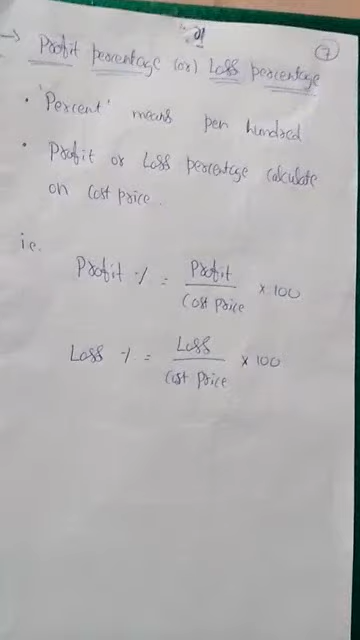 7
→ Profit percentage (or) Loss percentage
• 'Percent' means per hundred
• Profit or Loss percentage calculate
on cost price.
i.e.
Profit % = Profit / Cost price × 100
Loss % = Loss / Cost price × 100